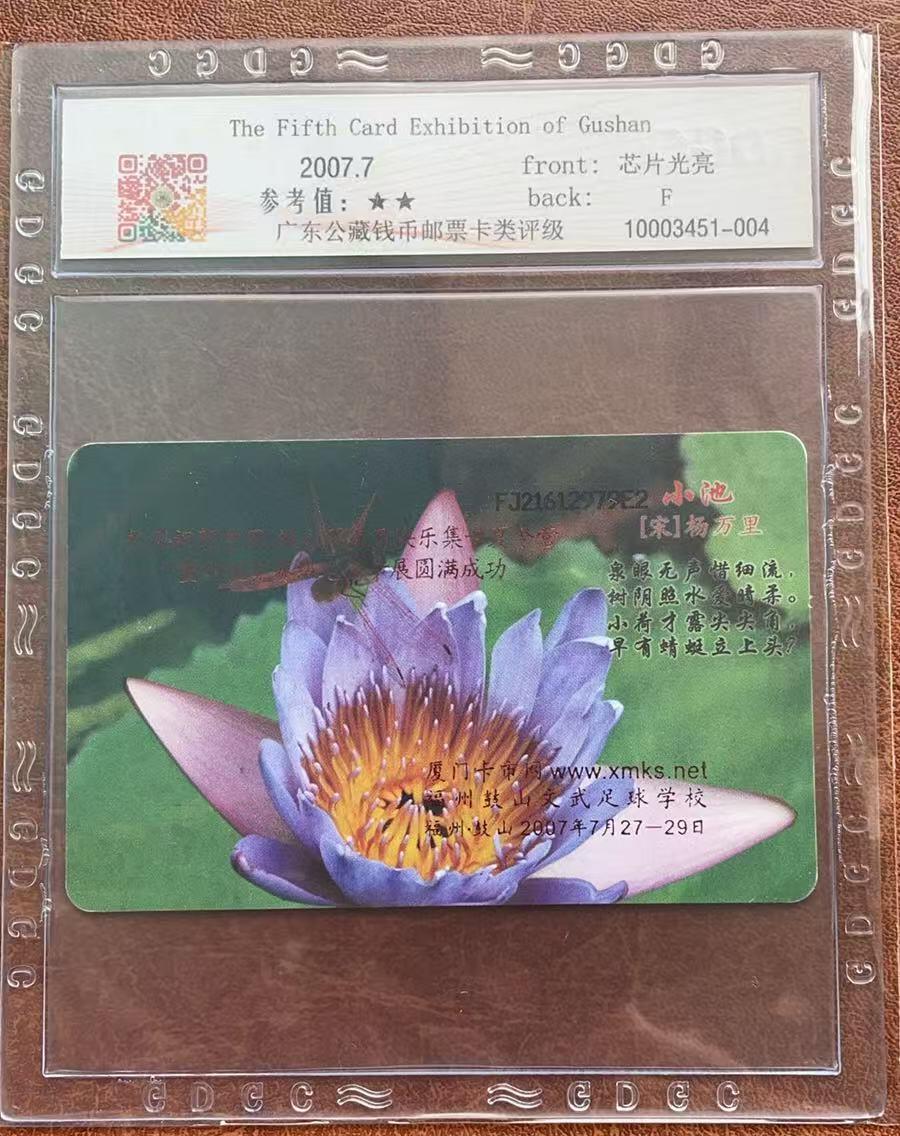 The Fifth Card Exhibition of Gushan
2007.7
front: 芯片光亮
参考值: ★★
back: F
广东公藏钱币邮票卡类评级
10003451-004
FJ21612979E2
小池
[宋]杨万里
乐集
展圆满成功
泉眼无声惜细流,
树阴照水爱晴柔。
小荷才露尖尖角,
早有蜻蜓立上头?
厦门卡市网www.xmks.net
福州鼓山文武足球学校
福州·鼓山 2007年7月27—29日
GDGC